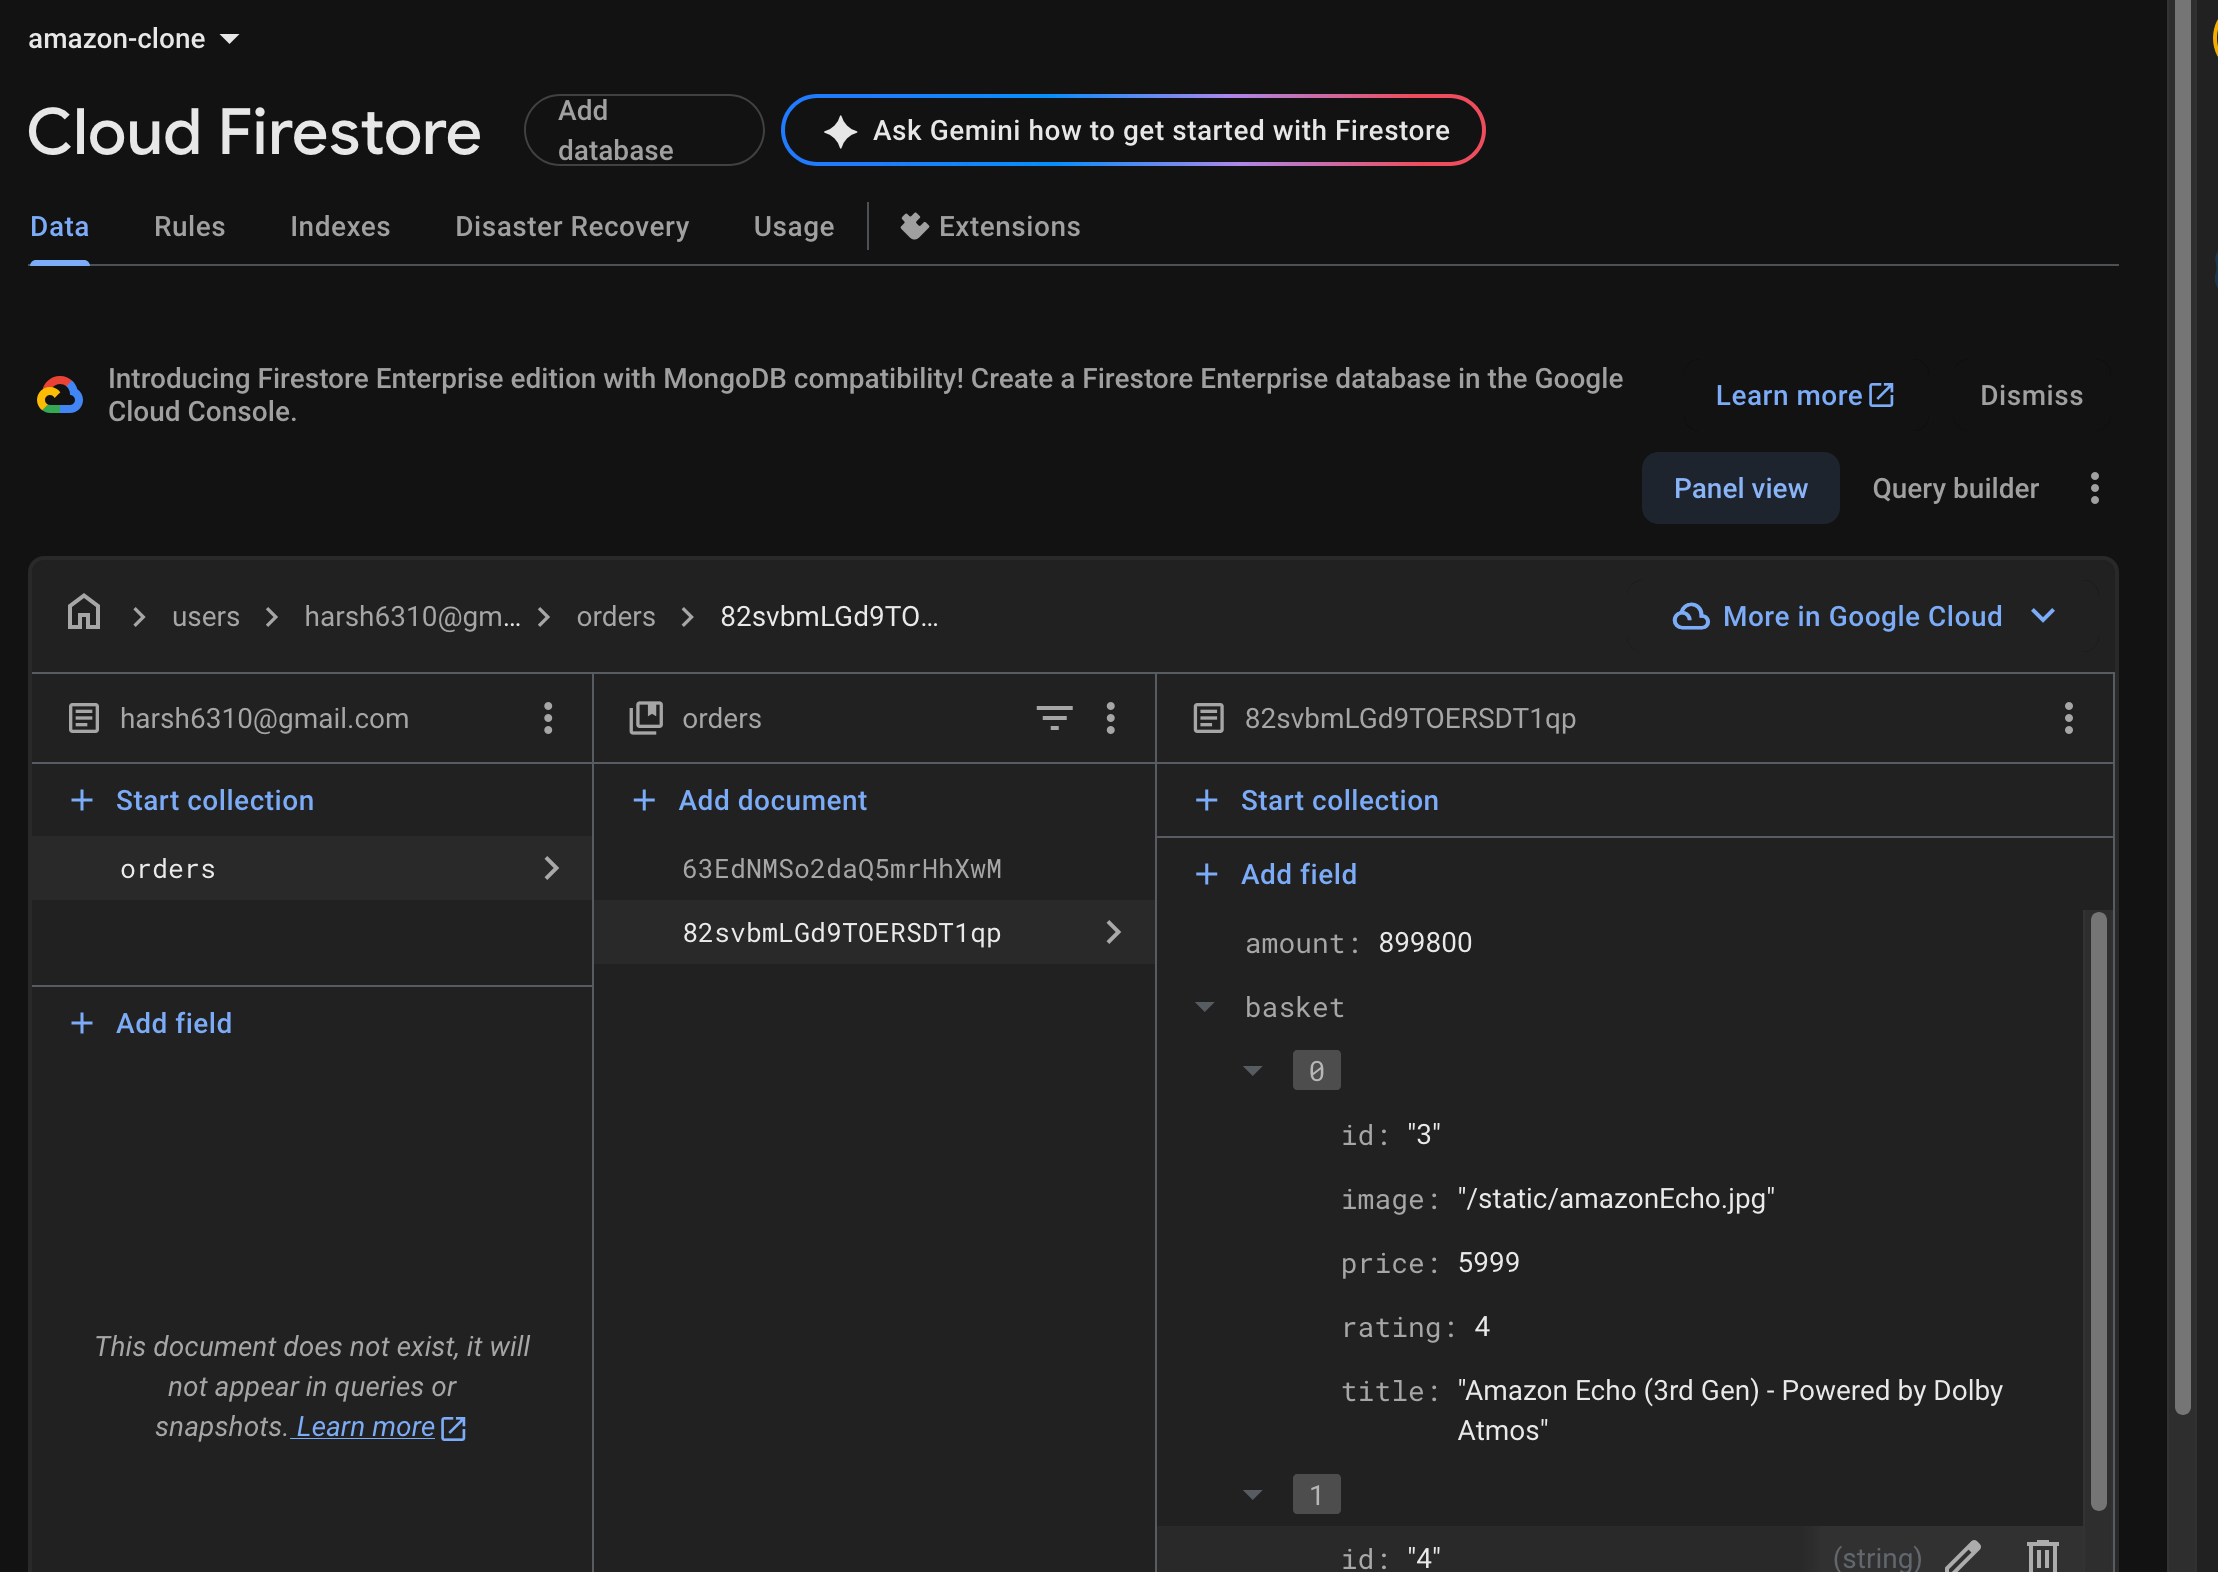 amazon-clone
Cloud Firestore
Add
database
Ask Gemini how to get started with Firestore
Data
Rules
Indexes
Disaster Recovery
Usage
Extensions
Introducing Firestore Enterprise edition with MongoDB compatibility! Create a Firestore Enterprise database in the Google
Cloud Console.
Learn more
Dismiss
Panel view
Query builder
users
harsh6310@gm...
orders
82svbmLGd9TO...
More in Google Cloud
harsh6310@gmail.com
Start collection
orders
Add field
This document does not exist, it will
not appear in queries or
snapshots. Learn more
orders
Add document
63EdNMSo2daQ5mrHhXwM
82svbmLGd9TOERSDT1qp
82svbmLGd9TOERSDT1qp
Start collection
Add field
amount: 899800
basket
0
id: "3"
image: "/static/amazonEcho.jpg"
price: 5999
rating: 4
title: "Amazon Echo (3rd Gen) - Powered by Dolby
Atmos"
1
id: "4"
(string)